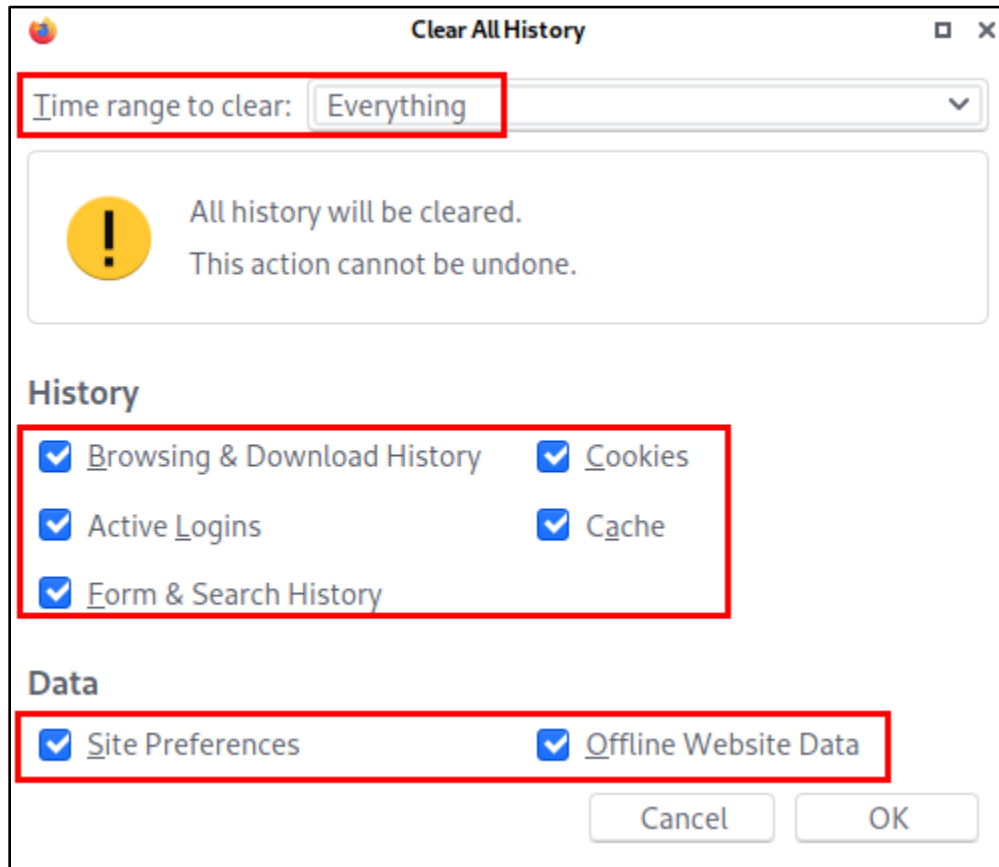 Clear All History
Time range to clear: Everything
All history will be cleared.
This action cannot be undone.
History
Browsing & Download History Cookies
Active Logins Cache
Form & Search History
Data
Site Preferences Offline Website Data
Cancel OK